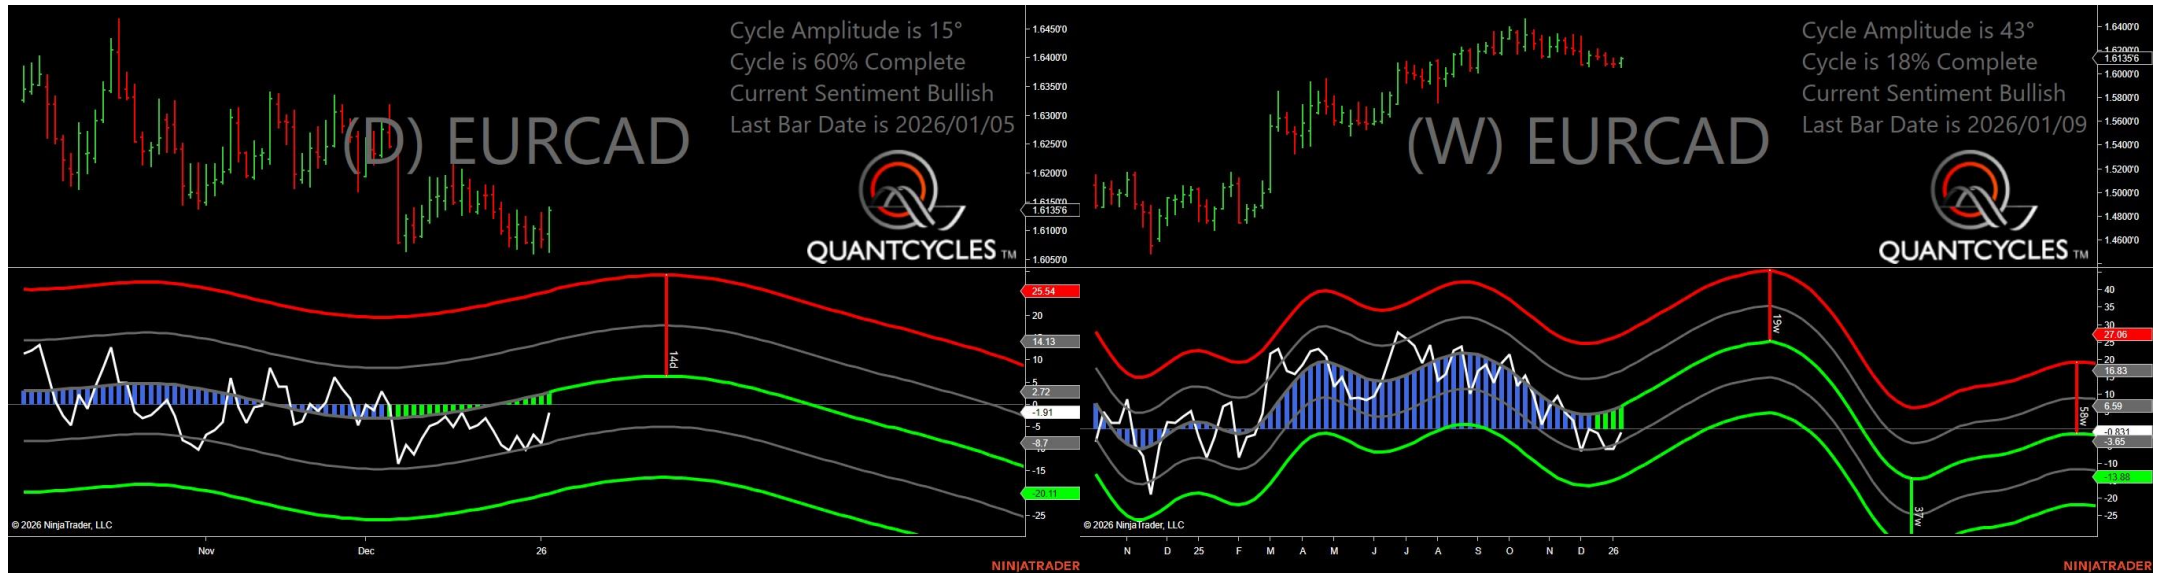 Cycle Amplitude is 15°
Cycle is 60% Complete
Current Sentiment Bullish
Last Bar Date is 2026/01/05
(D) EURCAD
QUANTCYCLES TM
1.6450'0
1.6400'0
1.6350'0
1.6300'0
1.6250'0
1.6200'0
1.6150'0
1.6135'6
1.6100'0
1.6050'0
25.54
20
14.13
10
5
2.72
0
-1.91
-5
-8.7
-15
-20.11
-25
14d
© 2026 NinjaTrader, LLC
Nov Dec 26
NINJATRADER
Cycle Amplitude is 43°
Cycle is 18% Complete
Current Sentiment Bullish
Last Bar Date is 2026/01/09
(W) EURCAD
QUANTCYCLES TM
1.6400'0
1.6200'0
1.6135'6
1.6000'0
1.5800'0
1.5600'0
1.5400'0
1.5200'0
1.5000'0
1.4800'0
1.4600'0
40
35
30
27.06
25
20
16.83
10
6.59
-0.831
-3.65
-10
-13.88
-20
-25
19w
37w
58w
© 2026 NinjaTrader, LLC
N D 25 F M A M J J A S O N D 26
NINJATRADER